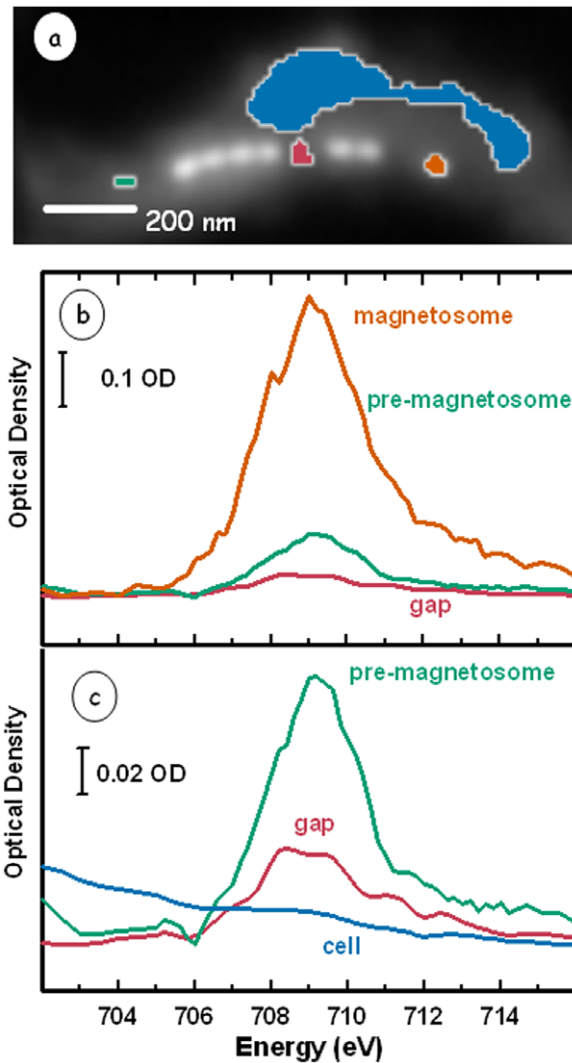 a
200 nm
b
magnetosome
0.1 OD
pre-magnetosome
gap
Optical Density
c
pre-magnetosome
0.02 OD
gap
cell
Optical Density
704 706 708 710 712 714
Energy (eV)